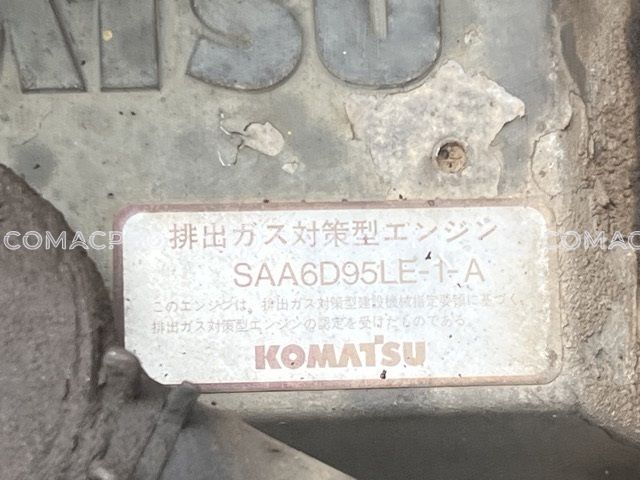 MATSU
排出ガス対策型エンジン
SAA6D95LE-1-A
このエンジンは、排出ガス対策型建設機械指定要領に基づく、
排出ガス対策型エンジンの認定を受けたものである。
KOMATSU